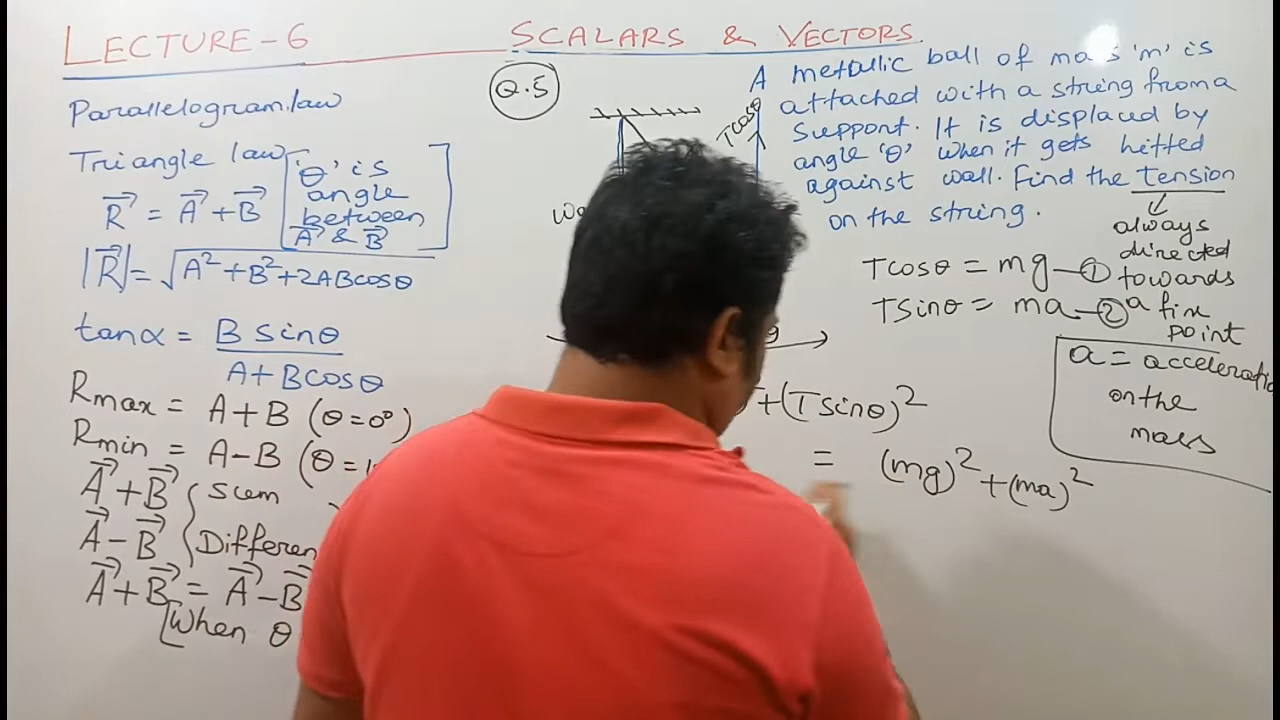 LECTURE-6
SCALARS & VECTORS
Parallelogram law
Triangle law
R⃗ = A⃗ + B⃗
'θ' is
angle
between
A⃗ & B⃗
|R⃗| = √A² + B² + 2ABcosθ
tanα = B sinθ
A + Bcosθ
Rmax = A + B (θ = 0°)
Rmin = A - B (θ = 1
A⃗ + B⃗ { Sum
A⃗ - B⃗ { Differen
A⃗ + B⃗ = A⃗ - B⃗
[When θ
Q.5
Tcosθ
A metallic ball of mass 'm' is
attached with a string from a
support. It is displaced by
angle 'θ' when it gets hitted
against wall. Find the tension
on the string.
always
directed
towards
a fix
point
Tcosθ = mg - ①
Tsinθ = ma - ②
a = acceleratio
on the
mass
+ (Tsinθ)²
= (mg)² + (ma)²